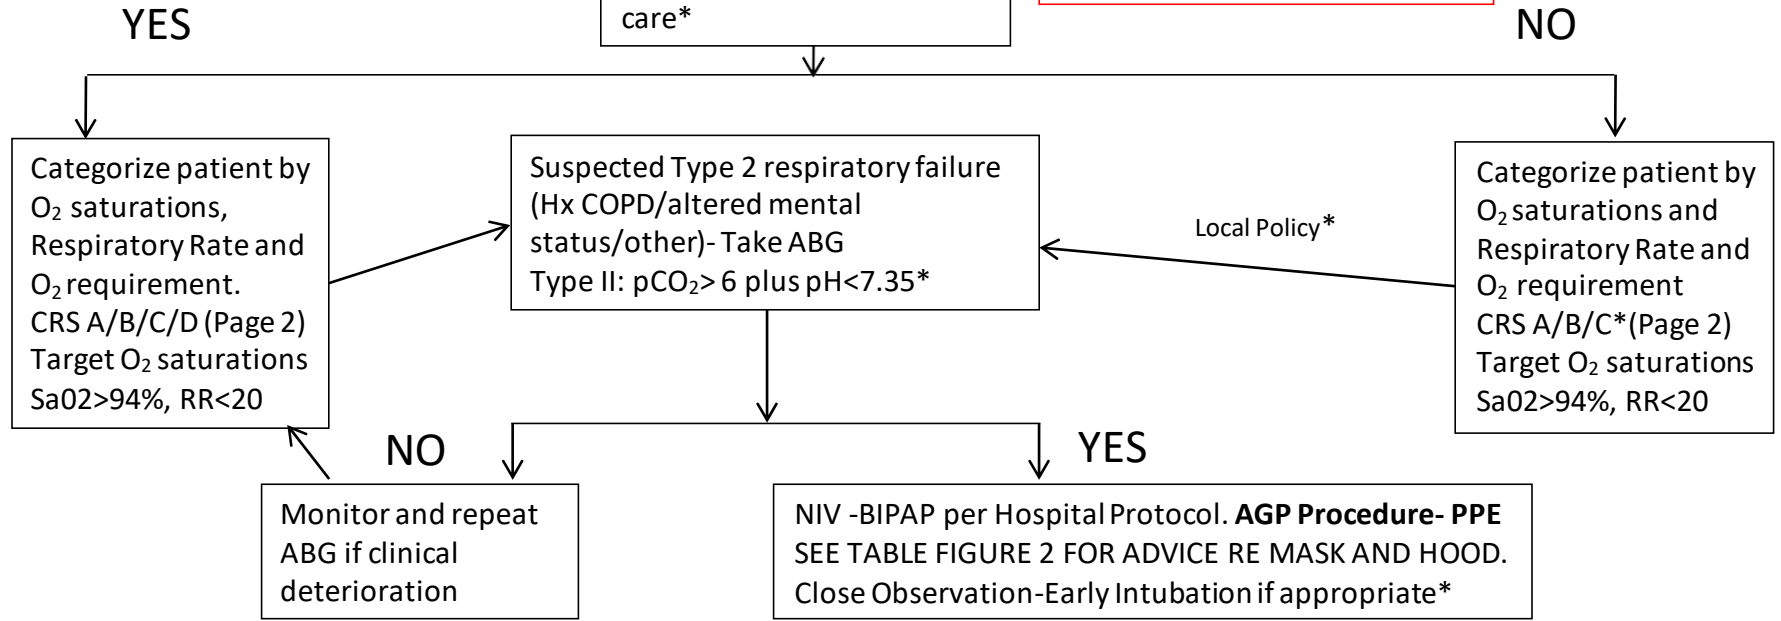 YES
care*
NO
Categorize patient by
O₂ saturations,
Respiratory Rate and
O₂ requirement.
CRS A/B/C/D (Page 2)
Target O₂ saturations
Sa02>94%, RR<20
Suspected Type 2 respiratory failure
(Hx COPD/altered mental
status/other)- Take ABG
Type II: pCO₂> 6 plus pH<7.35*
Local Policy*
Categorize patient by
O₂ saturations and
Respiratory Rate and
O₂ requirement
CRS A/B/C*(Page 2)
Target O₂ saturations
Sa02>94%, RR<20
NO
YES
Monitor and repeat
ABG if clinical
deterioration
NIV -BIPAP per Hospital Protocol. AGP Procedure- PPE
SEE TABLE FIGURE 2 FOR ADVICE RE MASK AND HOOD.
Close Observation-Early Intubation if appropriate*